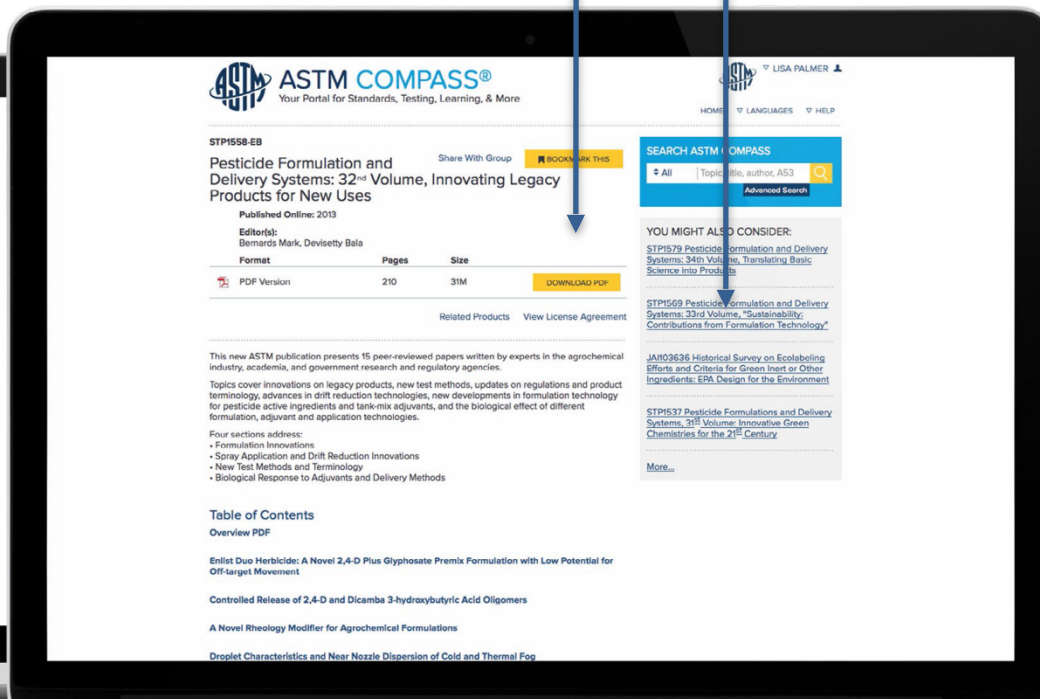 ASTM
ASTM COMPASS®
Your Portal for Standards, Testing, Learning, & More
LISA PALMER
HOME LANGUAGES HELP
STP1558-EB
Pesticide Formulation and
Delivery Systems: 32nd Volume, Innovating Legacy
Products for New Uses
Share With Group
BOOKMARK THIS
Published Online: 2013
Editor(s):
Bernards Mark, Devisetty Bala
Format Pages Size
PDF Version 210 31M DOWNLOAD PDF
Related Products View License Agreement
This new ASTM publication presents 15 peer-reviewed papers written by experts in the agrochemical
industry, academia, and government research and regulatory agencies.
Topics cover innovations on legacy products, new test methods, updates on regulations and product
terminology, advances in drift reduction technologies, new developments in formulation technology
for pesticide active ingredients and tank-mix adjuvants, and the biological effect of different
formulation, adjuvant and application technologies.
Four sections address:
• Formulation Innovations
• Spray Application and Drift Reduction Innovations
• New Test Methods and Terminology
• Biological Response to Adjuvants and Delivery Methods
Table of Contents
Overview PDF
Enlist Duo Herbicide: A Novel 2,4-D Plus Glyphosate Premix Formulation with Low Potential for
Off-target Movement
Controlled Release of 2,4-D and Dicamba 3-hydroxybutyric Acid Oligomers
A Novel Rheology Modifier for Agrochemical Formulations
Droplet Characteristics and Near Nozzle Dispersion of Cold and Thermal Fog
SEARCH ASTM COMPASS
All Topic, title, author, A53
Advanced Search
YOU MIGHT ALSO CONSIDER:
STP1579 Pesticide Formulation and Delivery
Systems: 34th Volume, Translating Basic
Science into Products
STP1569 Pesticide Formulation and Delivery
Systems: 33rd Volume, "Sustainability:
Contributions from Formulation Technology"
JAI103636 Historical Survey on Ecolabeling
Efforts and Criteria for Green Inert or Other
Ingredients: EPA Design for the Environment
STP1537 Pesticide Formulations and Delivery
Systems, 31ST Volume: Innovative Green
Chemistries for the 21ST Century
More...